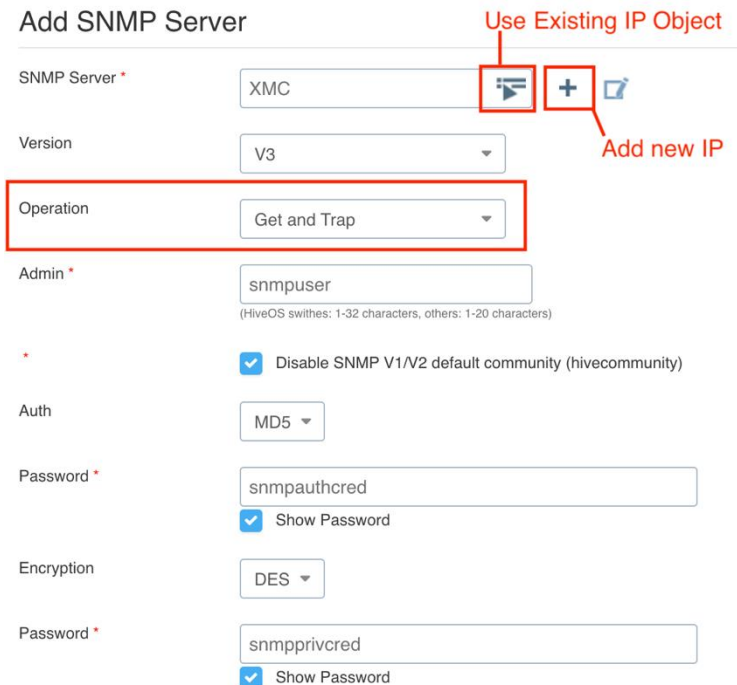 Add SNMP Server
Use Existing IP Object
SNMP Server *
XMC
Add new IP
Version
V3
Operation
Get and Trap
Admin *
snmpuser
(HiveOS swithes: 1-32 characters, others: 1-20 characters)
*
Disable SNMP V1/V2 default community (hivecommunity)
Auth
MD5
Password *
snmpauthcred
Show Password
Encryption
DES
Password *
snmpprivcred
Show Password